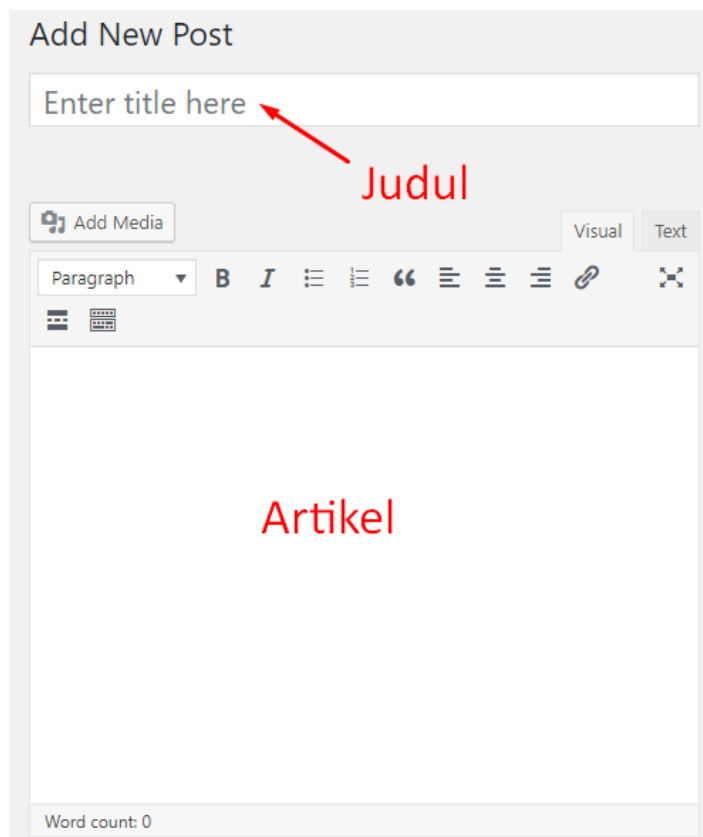 Add New Post
Enter title here
Judul
Add Media
Visual Text
Paragraph B I
Artikel
Word count: 0